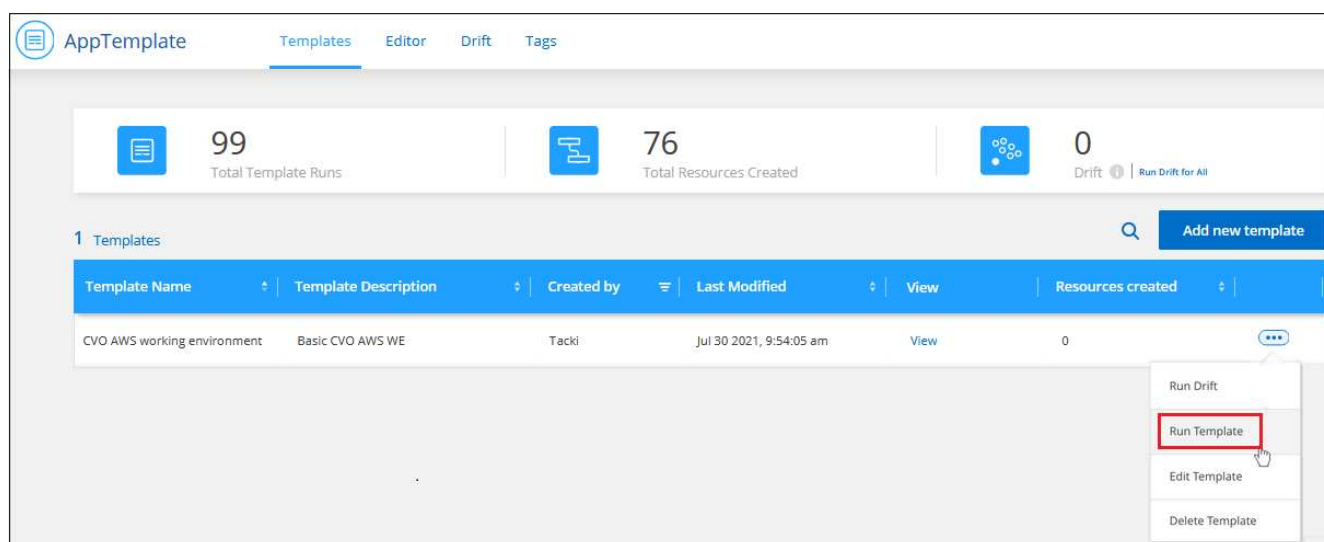 AppTemplate Templates Editor Drift Tags
99 76 0
Total Template Runs Total Resources Created Drift i Run Drift for All
1 Templates Add new template
Template Name Template Description Created by Last Modified View Resources created
CVO AWS working environment Basic CVO AWS WE Tacki Jul 30 2021, 9:54:05 am View 0
Run Drift
Run Template
Edit Template
Delete Template